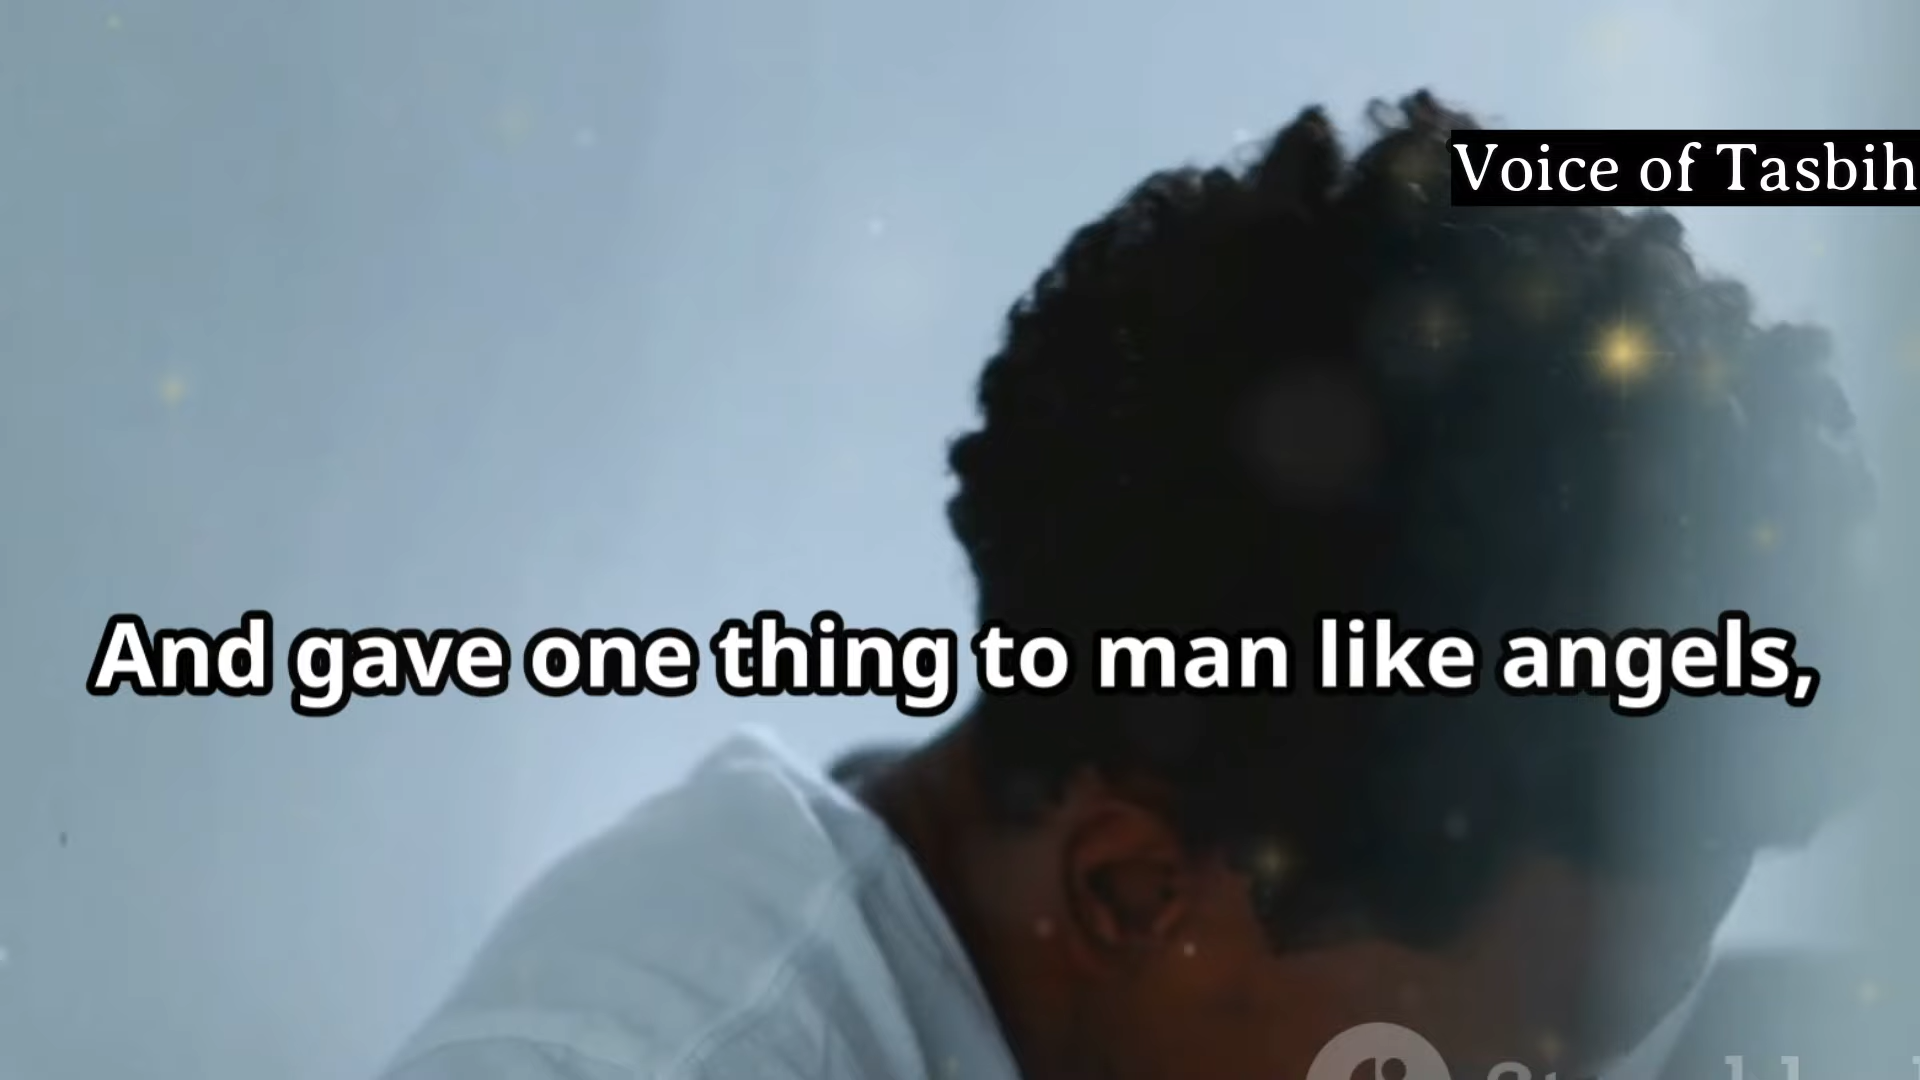 Voice of Tasbih
And gave one thing to man like angels,